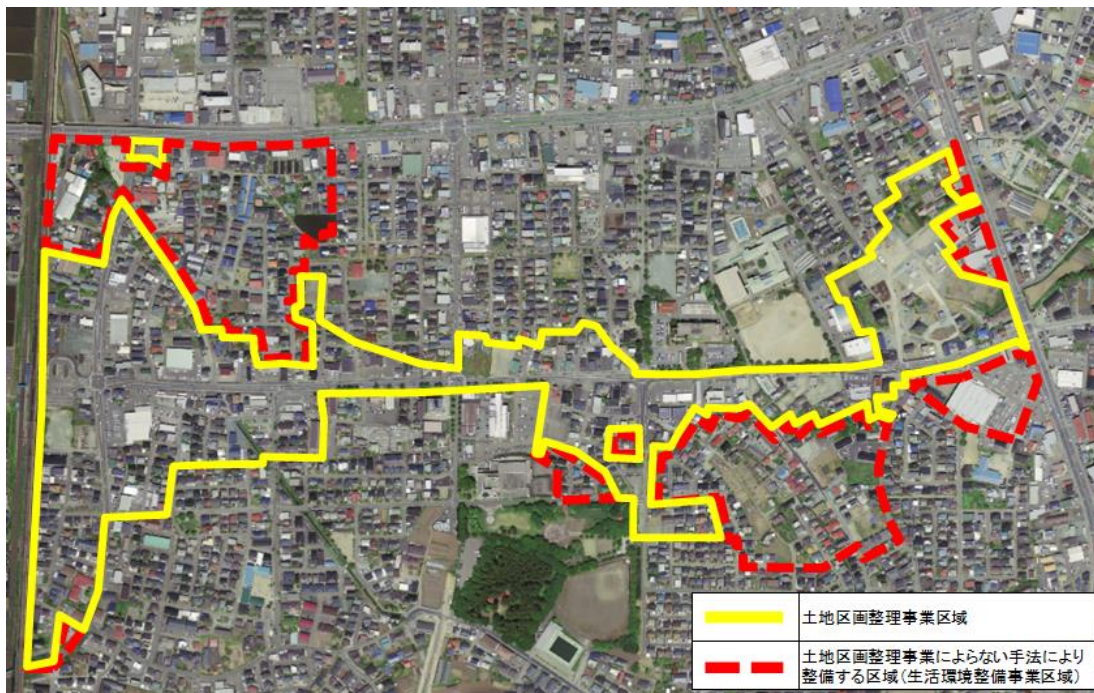 土地区画整理事業区域
土地区画整理事業によらない手法により
整備する区域(生活環境整備事業区域)